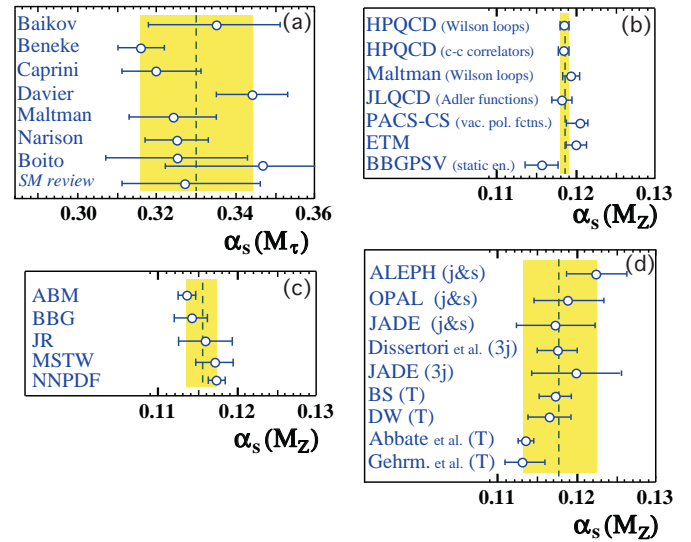 (a)
Baikov
Beneke
Caprini
Davier
Maltman
Narison
Boito
SM review
0.30 0.32 0.34 0.36
αs(Mτ)
(b)
HPQCD (Wilson loops)
HPQCD (c-c correlators)
Maltman (Wilson loops)
JLQCD (Adler functions)
PACS-CS (vac. pol. fctns.)
ETM
BBGPSV (static en.)
0.11 0.12 0.13
αs(MZ)
(c)
ABM
BBG
JR
MSTW
NNPDF
0.11 0.12 0.13
αs(MZ)
(d)
ALEPH (j&s)
OPAL (j&s)
JADE (j&s)
Dissertori et al. (3j)
JADE (3j)
BS (T)
DW (T)
Abbate et al. (T)
Gehrm. et al. (T)
0.11 0.12 0.13
αs(MZ)